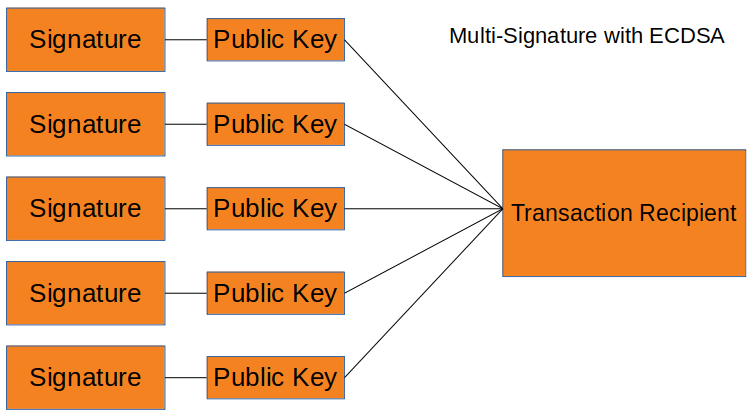 Multi-Signature with ECDSA
Signature
Public Key
Signature
Public Key
Signature
Public Key
Transaction Recipient
Signature
Public Key
Signature
Public Key